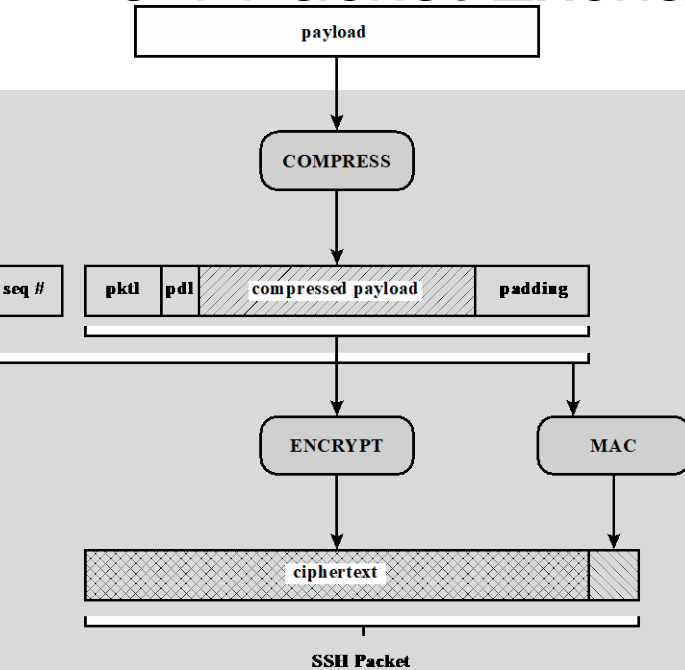 payload
COMPRESS
seq # pktl pdl compressed payload padding
ENCRYPT MAC
ciphertext
SSH Packet